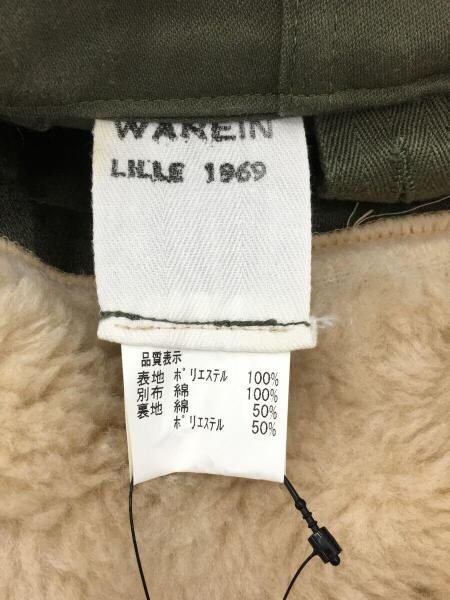 WAREIN
LILLE 1969
品質表示
表地 ポリエステル 100%
別布 綿 100%
裏地 綿 50%
ポリエステル 50%